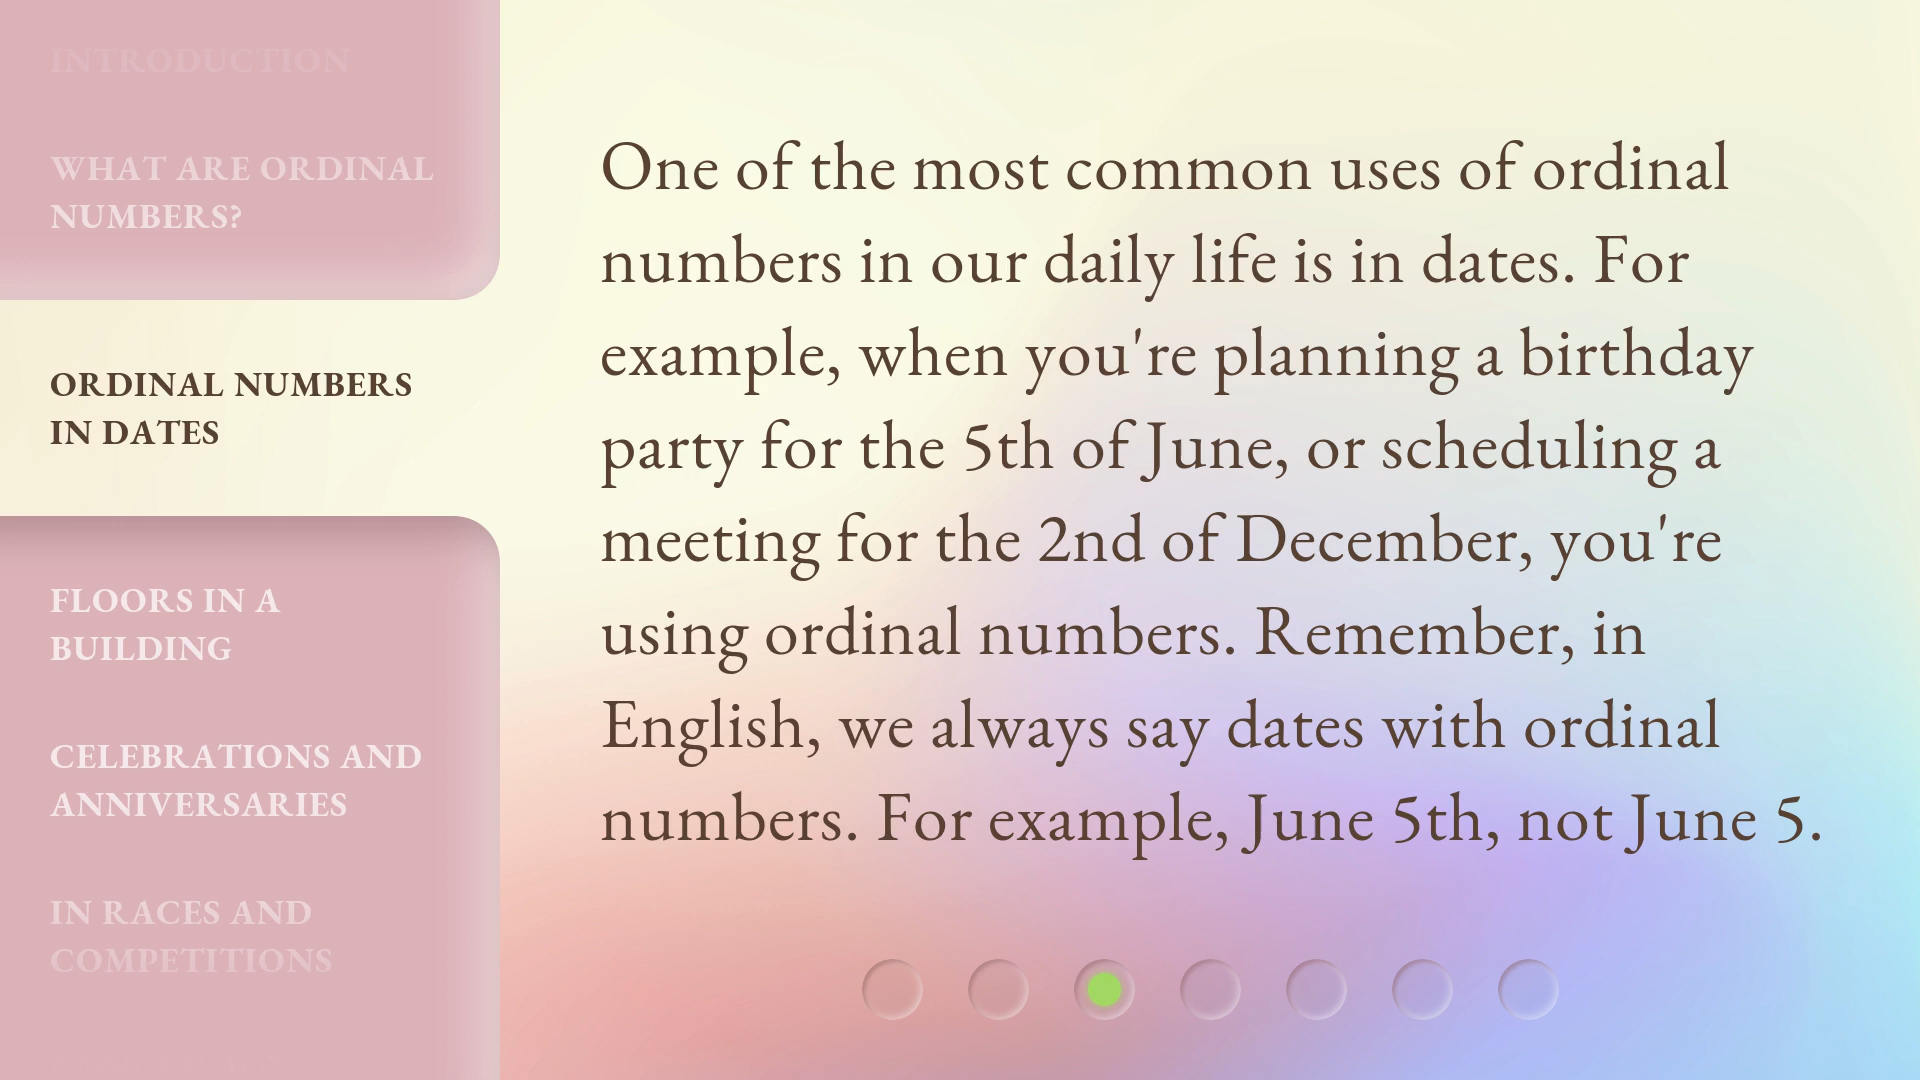 INTRODUCTION
WHAT ARE ORDINAL
NUMBERS?
ORDINAL NUMBERS
IN DATES
FLOORS IN A
BUILDING
CELEBRATIONS AND
ANNIVERSARIES
IN RACES AND
COMPETITIONS
One of the most common uses of ordinal
numbers in our daily life is in dates. For
example, when you're planning a birthday
party for the 5th of June, or scheduling a
meeting for the 2nd of December, you're
using ordinal numbers. Remember, in
English, we always say dates with ordinal
numbers. For example, June 5th, not June 5.